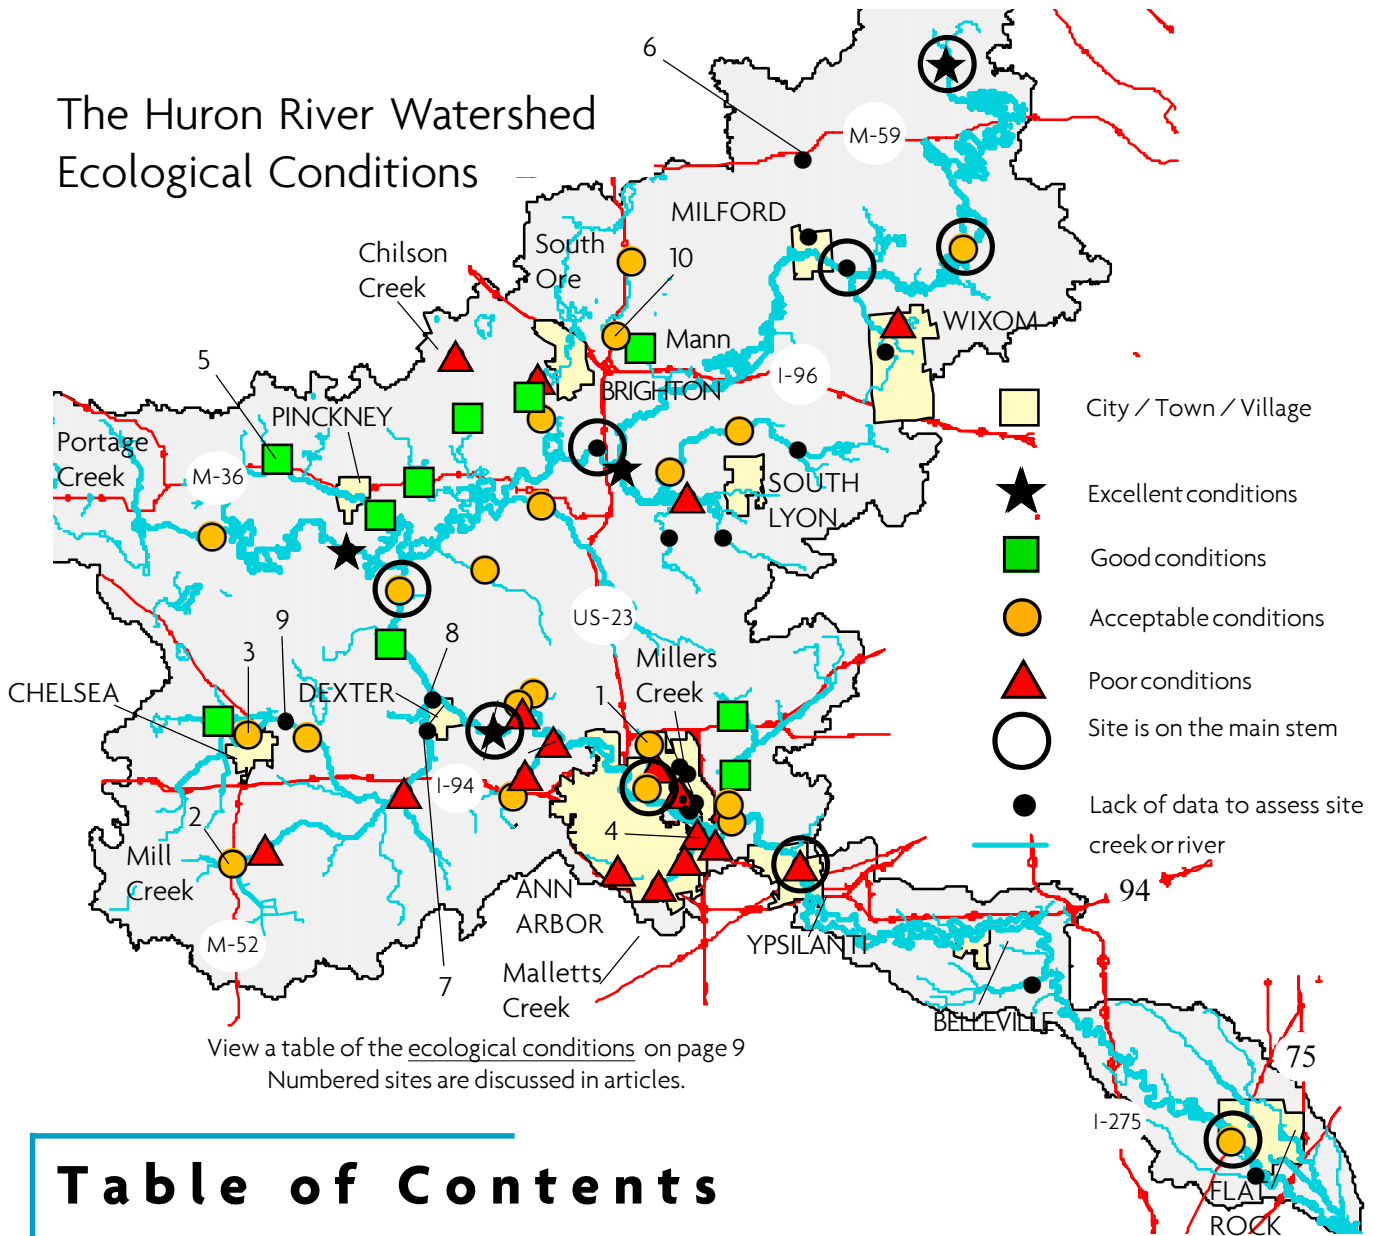 The Huron River Watershed
Ecological Conditions
6
M-59
MILFORD
South
Ore
10
Chilson
Creek
WIXOM
Mann
5
I-96
BRIGHTON
PINCKNEY
Portage
Creek
M-36
SOUTH
LYON
City / Town / Village
Excellent conditions
Good conditions
Acceptable conditions
Poor conditions
Site is on the main stem
Lack of data to assess site
creek or river
US-23
9
3
8
Millers
Creek
1
CHELSEA
DEXTER
I-94
2
4
Mill
Creek
ANN
ARBOR
94
M-52
YPSILANTI
7
Malletts
Creek
BELLEVILLE
75
I-275
FLAT
ROCK
View a table of the ecological conditions on page 9
Numbered sites are discussed in articles.
Table of Contents